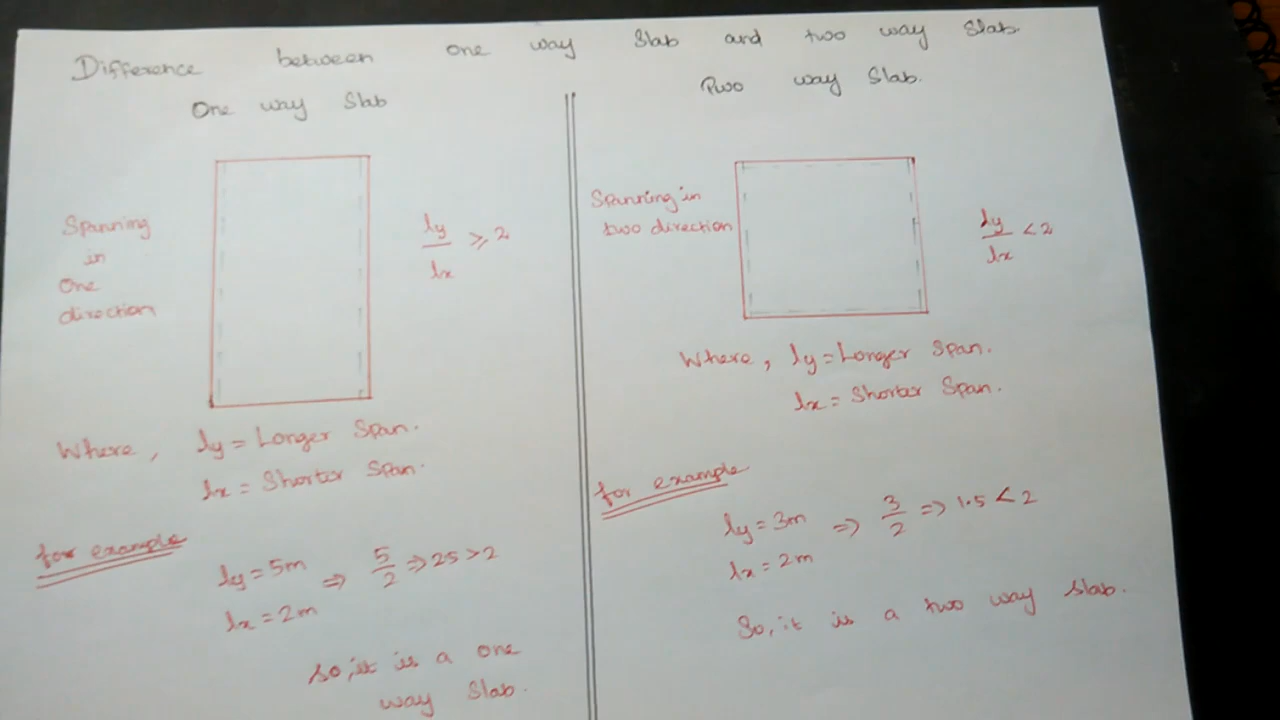 Difference between one way Slab and two way Slab.
One way Slab
Spanning
in
One
direction
ly/lx ⩾ 2
Where, ly = Longer Span.
lx = Shorter Span.
for example
ly = 5m ⇒ 5/2 ⇒ 25 > 2
lx = 2m
So, it is a one
way Slab.
Two way Slab.
Spanning in
two direction
ly/lx < 2
Where, ly = Longer Span.
lx = Shorter Span.
for example
ly = 3m ⇒ 3/2 ⇒ 1.5 < 2
lx = 2m
So, it is a two way Slab.